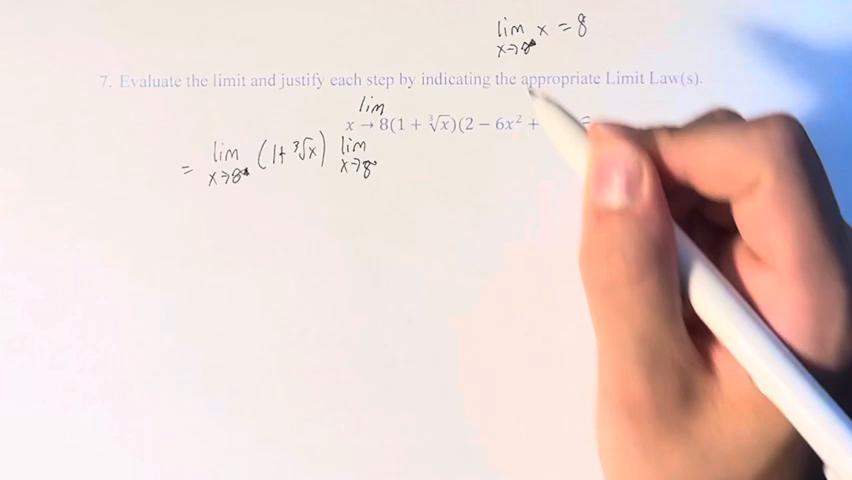 lim x = 8
x→8
7. Evaluate the limit and justify each step by indicating the appropriate Limit Law(s).
lim
x → 8(1 + ∛x)(2 − 6x² +
= lim (1 + ∛x) lim
x→8 x→8